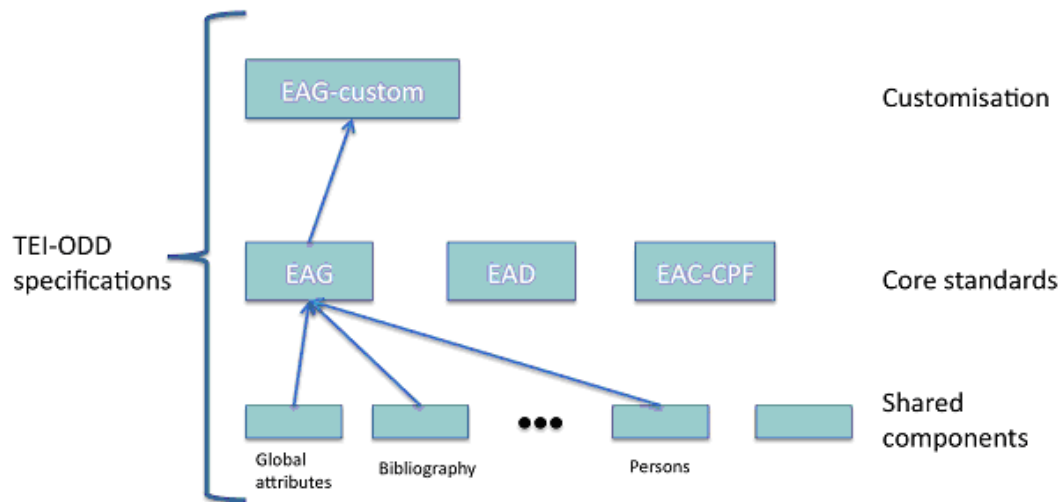 EAG-custom
Customisation
TEI-ODD
specifications
EAG
EAD
EAC-CPF
Core standards
Shared
components
Global
attributes
Bibliography
Persons